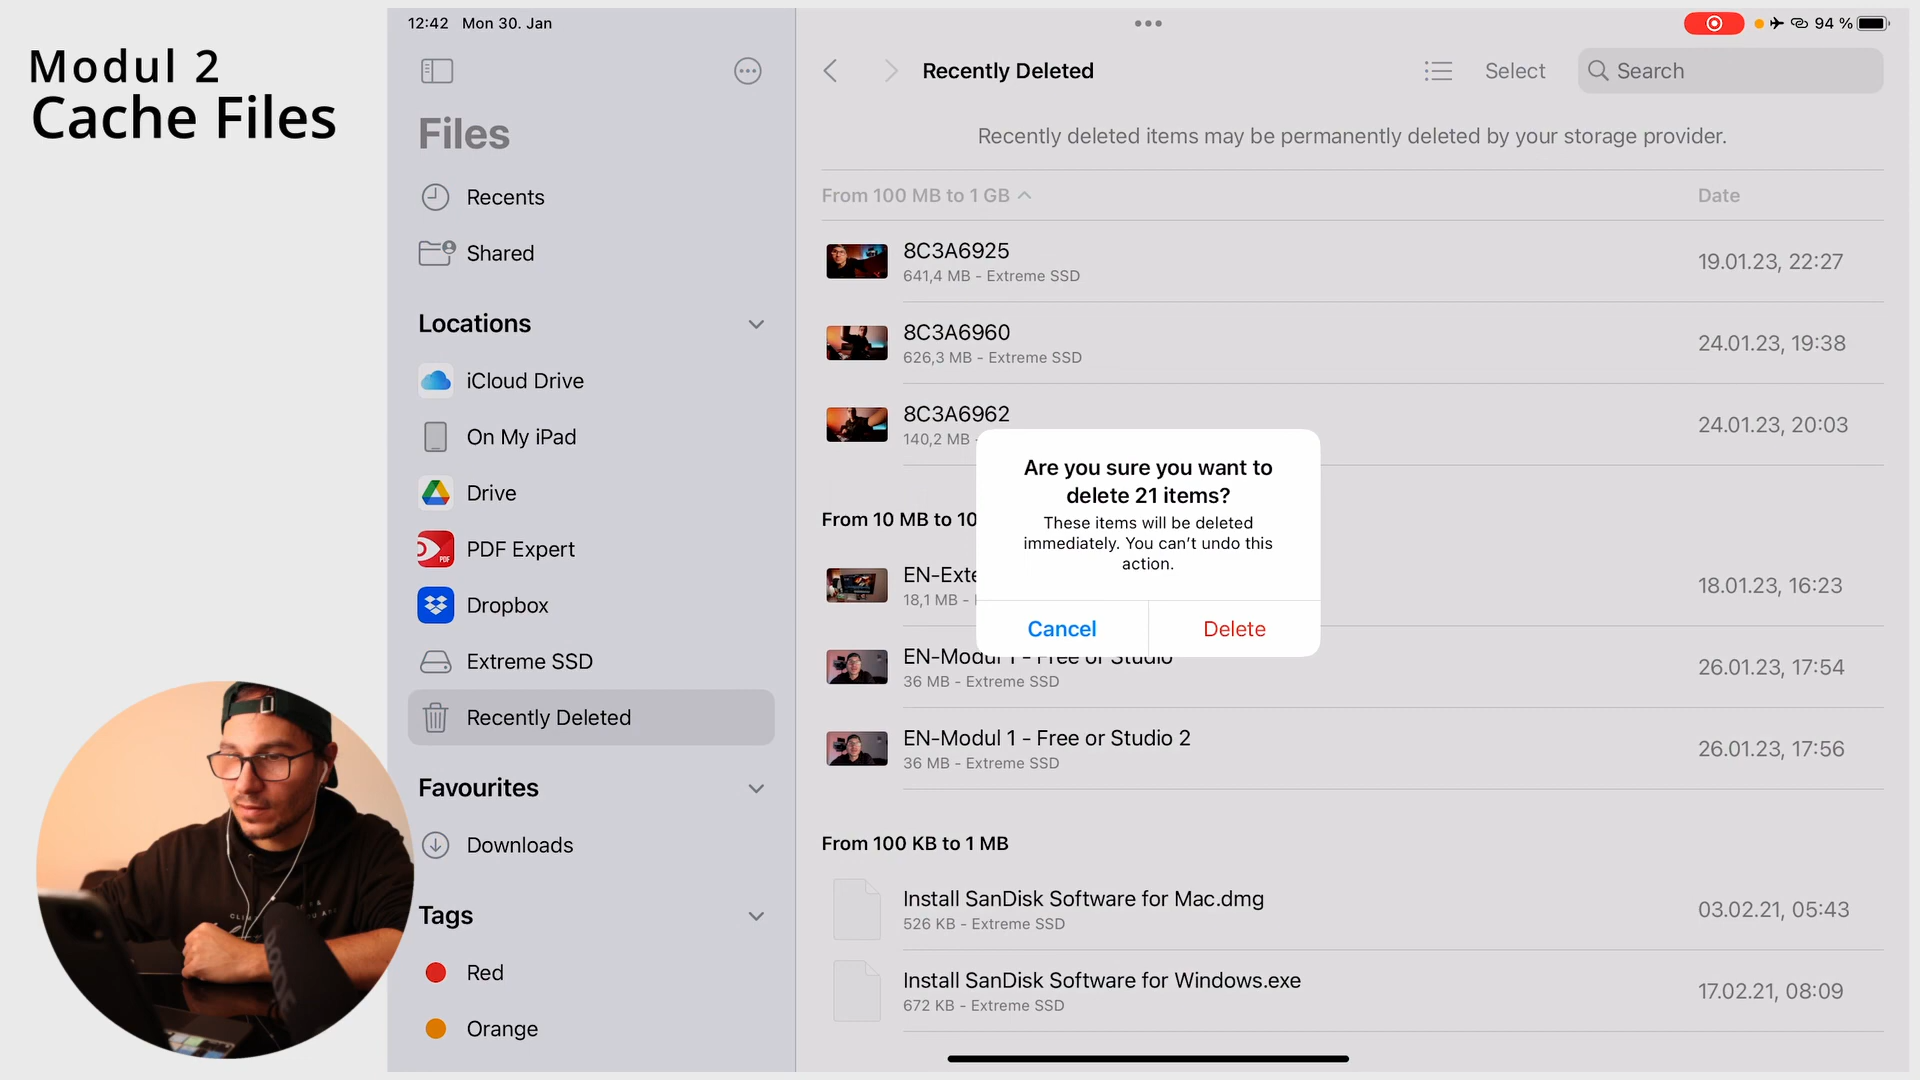 Modul 2
Cache Files
12:42 Mon 30. Jan
94 %
Files
Recents
Shared
Locations
iCloud Drive
On My iPad
Drive
PDF Expert
Dropbox
Extreme SSD
Recently Deleted
Favourites
Downloads
Tags
Red
Orange
Recently Deleted
Select
Search
Recently deleted items may be permanently deleted by your storage provider.
From 100 MB to 1 GB
Date
8C3A6925
641,4 MB - Extreme SSD
19.01.23, 22:27
8C3A6960
626,3 MB - Extreme SSD
24.01.23, 19:38
8C3A6962
140,2 MB -
24.01.23, 20:03
From 10 MB to 10
EN-Exte
18,1 MB -
18.01.23, 16:23
EN-Modul 1 - Free or Studio
36 MB - Extreme SSD
26.01.23, 17:54
EN-Modul 1 - Free or Studio 2
36 MB - Extreme SSD
26.01.23, 17:56
From 100 KB to 1 MB
Install SanDisk Software for Mac.dmg
526 KB - Extreme SSD
03.02.21, 05:43
Install SanDisk Software for Windows.exe
672 KB - Extreme SSD
17.02.21, 08:09
Are you sure you want to
delete 21 items?
These items will be deleted
immediately. You can't undo this
action.
Cancel
Delete